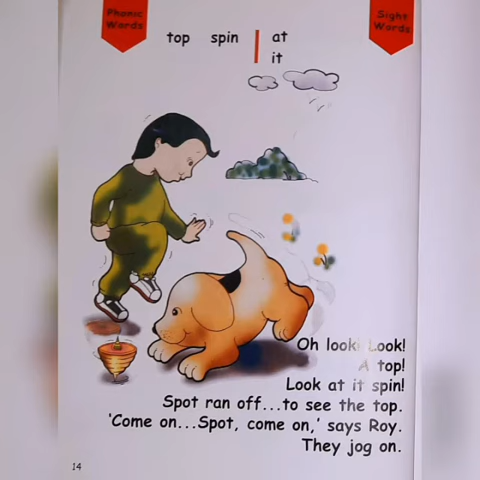 Phonic
Words
top spin at
it
Sight
Words
Oh look! Look!
A top!
Look at it spin!
Spot ran off...to see the top.
'Come on...Spot, come on,' says Roy.
They jog on.
14